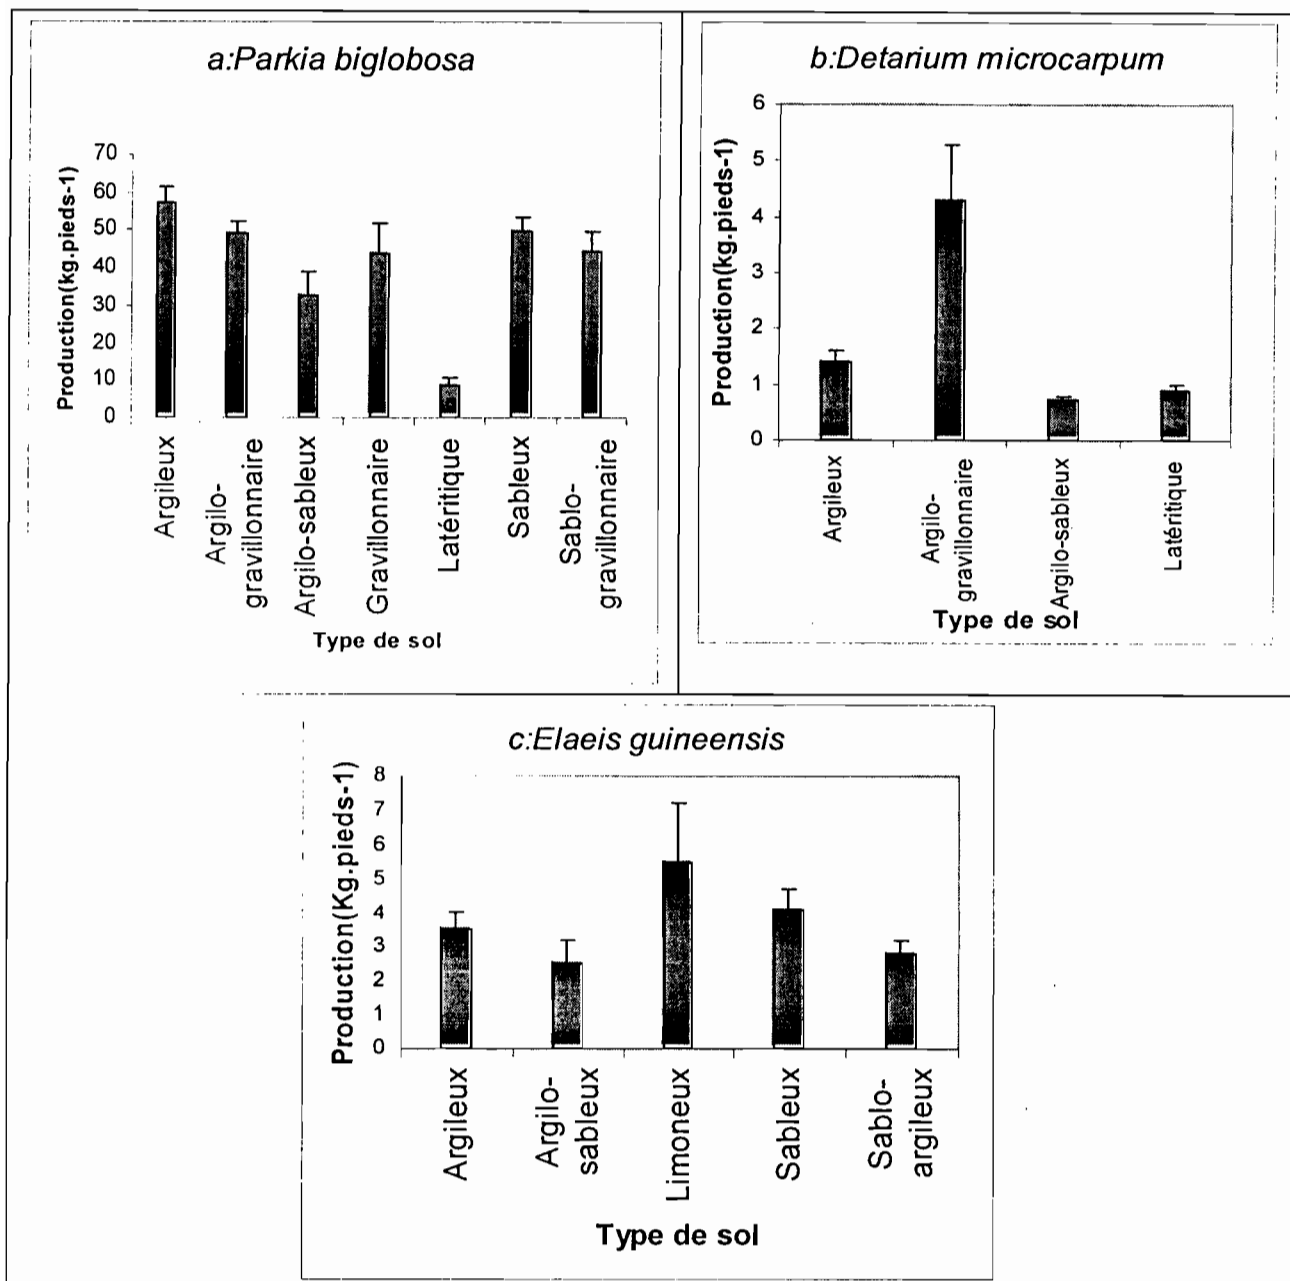 a:Parkia biglobosa
Production(kg.pieds-1)
70
60
50
40
30
20
10
0
Argileux
Argilo-
gravillonnaire
Argilo-sableux
Gravillonnaire
Latéritique
Sableux
Sablo-
gravillonnaire
Type de sol
b:Detarium microcarpum
Production(kg.pieds-1)
6
5
4
3
2
1
0
Argileux
Argilo-
gravillonnaire
Argilo-sableux
Latéritique
Type de sol
c:Elaeis guineensis
Production(Kg.pieds-1)
8
7
6
5
4
3
2
1
0
Argileux
Argilo-
sableux
Limoneux
Sableux
Sablo-
argileux
Type de sol